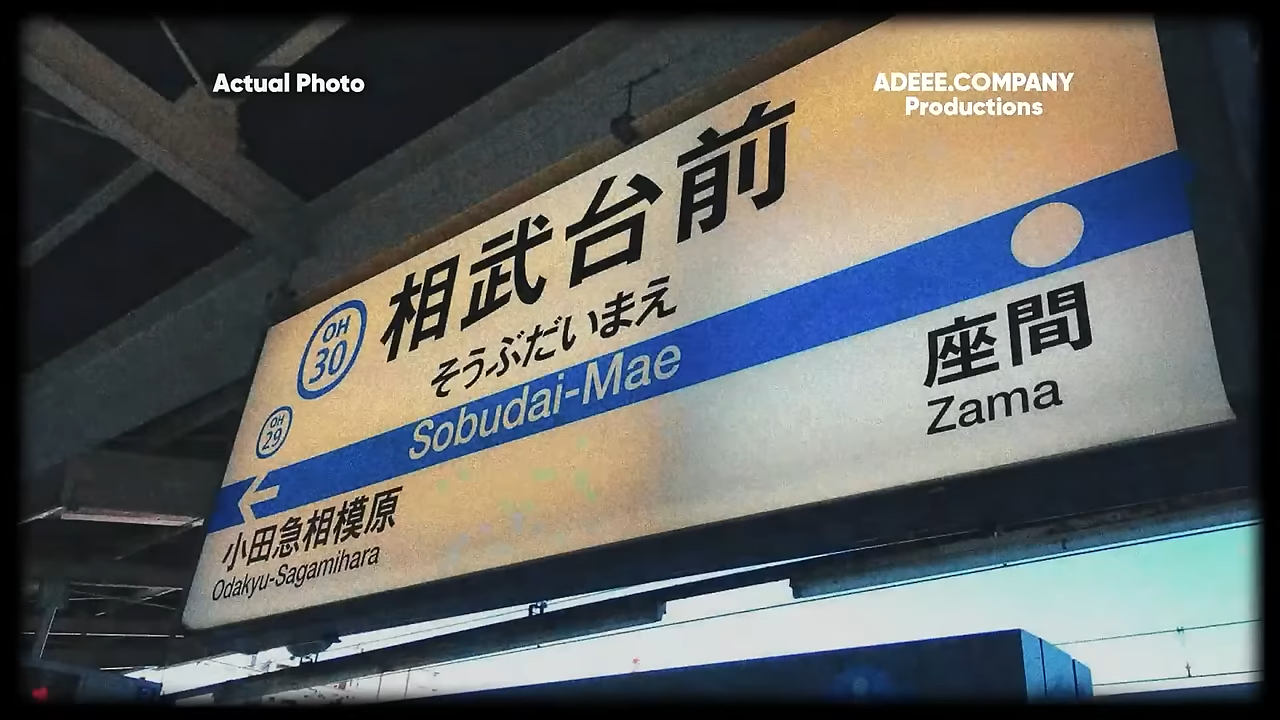 Actual Photo
ADEEE.COMPANY
Productions
OH
30
相武台前
そうぶだいまえ
Sobudai-Mae
OH
29
小田急相模原
Odakyu-Sagamihara
座間
Zama